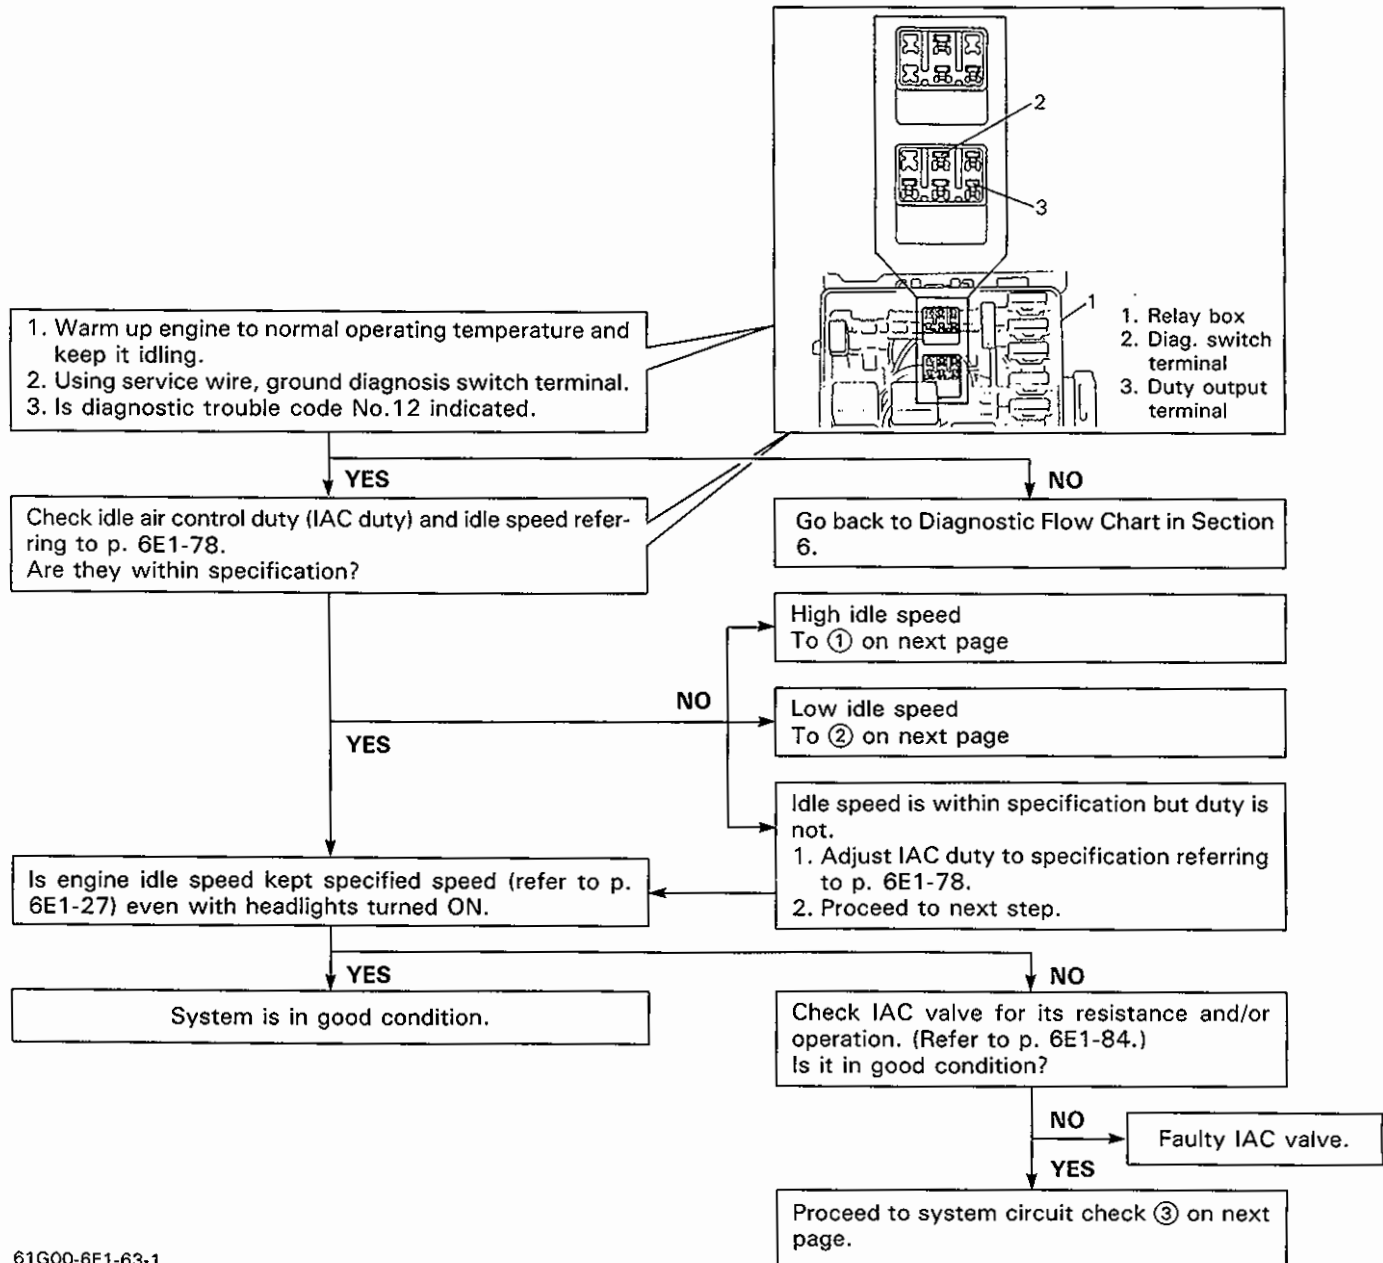 2
3
1
1. Relay box
2. Diag. switch
terminal
3. Duty output
terminal
1. Warm up engine to normal operating temperature and
keep it idling.
2. Using service wire, ground diagnosis switch terminal.
3. Is diagnostic trouble code No.12 indicated.
YES
NO
Check idle air control duty (IAC duty) and idle speed refer-
ring to p. 6E1-78.
Are they within specification?
Go back to Diagnostic Flow Chart in Section
6.
High idle speed
To ① on next page
NO
Low idle speed
To ② on next page
YES
Idle speed is within specification but duty is
not.
1. Adjust IAC duty to specification referring
to p. 6E1-78.
2. Proceed to next step.
Is engine idle speed kept specified speed (refer to p.
6E1-27) even with headlights turned ON.
YES
NO
System is in good condition.
Check IAC valve for its resistance and/or
operation. (Refer to p. 6E1-84.)
Is it in good condition?
NO
Faulty IAC valve.
YES
Proceed to system circuit check ③ on next
page.
61G00-6E1-63-1